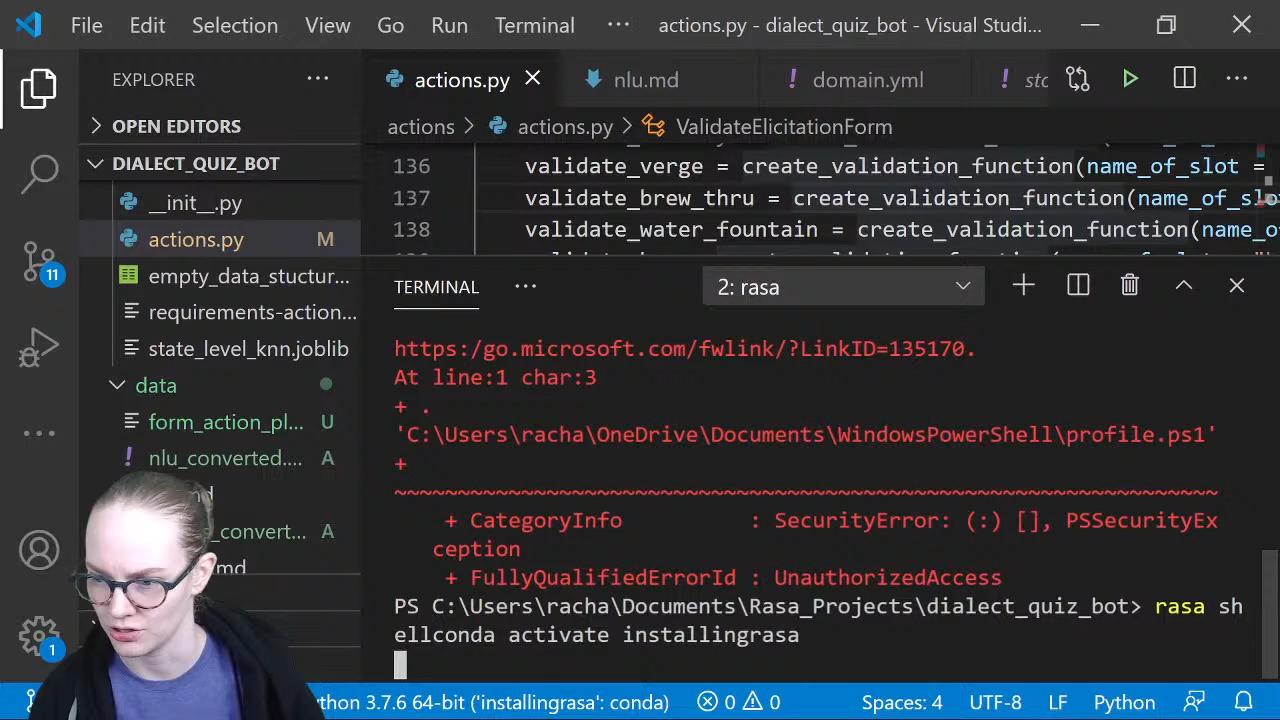 File Edit Selection View Go Run Terminal ··· actions.py - dialect_quiz_bot - Visual Studi...
EXPLORER ···
OPEN EDITORS
DIALECT_QUIZ_BOT
__init__.py
actions.py M
empty_data_stuctur...
requirements-action...
state_level_knn.joblib
data
form_action_pl... U
nlu_converted.... A
_convert... A
.md
1
11
actions.py nlu.md domain.yml sto ···
actions > actions.py > ValidateElicitationForm
136 validate_verge = create_validation_function(name_of_slot =
137 validate_brew_thru = create_validation_function(name_of_slo
138 validate_water_fountain = create_validation_function(name_o
TERMINAL ··· 2: rasa
https:/go.microsoft.com/fwlink/?LinkID=135170.
At line:1 char:3
+ .
'C:\Users\racha\OneDrive\Documents\WindowsPowerShell\profile.ps1'
+
~~~~~~~~~~~~~~~~~~~~~~~~~~~~~~~~~~~~~~~~~~~~~~~~~~~~~~~~~~~~~~~~~
+ CategoryInfo : SecurityError: (:) [], PSSecurityEx
ception
+ FullyQualifiedErrorId : UnauthorizedAccess
PS C:\Users\racha\Documents\Rasa_Projects\dialect_quiz_bot> rasa sh
ellconda activate installingrasa
ython 3.7.6 64-bit ('installingrasa': conda) 0 0 Spaces: 4 UTF-8 LF Python